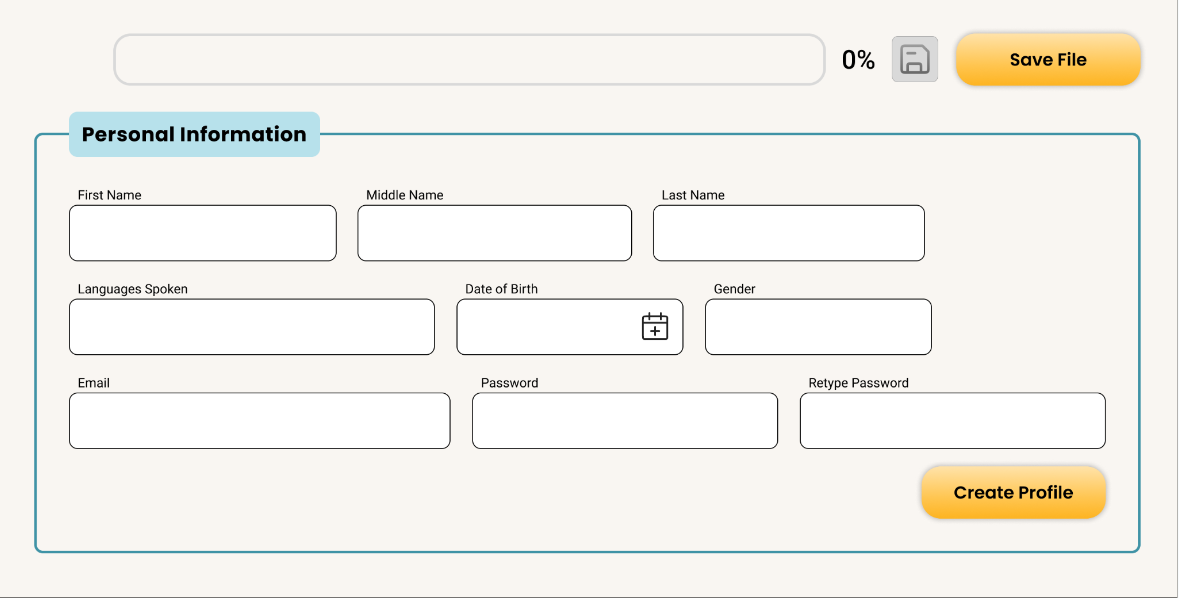 0% Save File
Personal Information
First Name Middle Name Last Name
Languages Spoken Date of Birth Gender
Email Password Retype Password
Create Profile